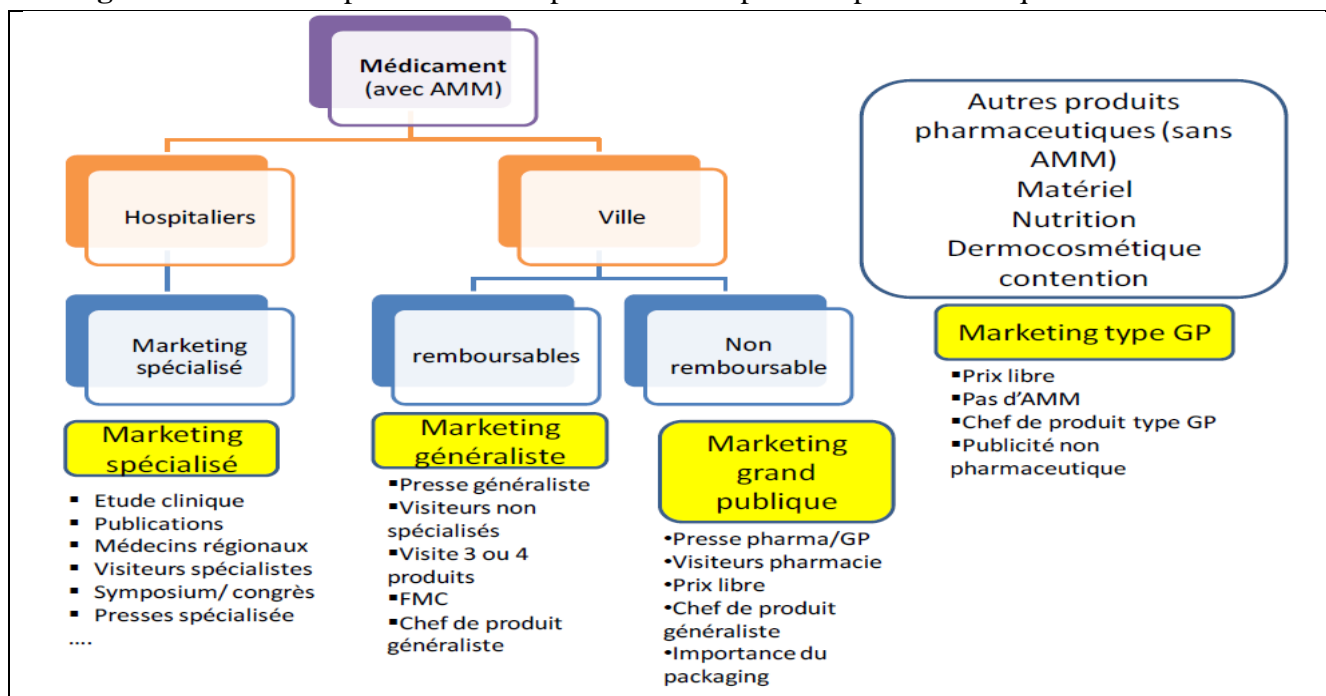 Médicament
(avec AMM)
Hospitaliers
Ville
Marketing
spécialisé
remboursables
Non
remboursable
Marketing
spécialisé
▪ Etude clinique
▪ Publications
▪ Médecins régionaux
▪ Visiteurs spécialistes
▪ Symposium/ congrès
▪ Presses spécialisée
....
Marketing
généraliste
▪Presse généraliste
▪Visiteurs non
spécialisés
▪Visite 3 ou 4
produits
▪FMC
▪Chef de produit
généraliste
Marketing
grand
publique
•Presse pharma/GP
•Visiteurs pharmacie
•Prix libre
•Chef de produit
généraliste
•Importance du
packaging
Autres produits
pharmaceutiques (sans
AMM)
Matériel
Nutrition
Dermocosmétique
contention
Marketing type GP
▪Prix libre
▪Pas d’AMM
▪Chef de produit type GP
▪Publicité non
pharmaceutique